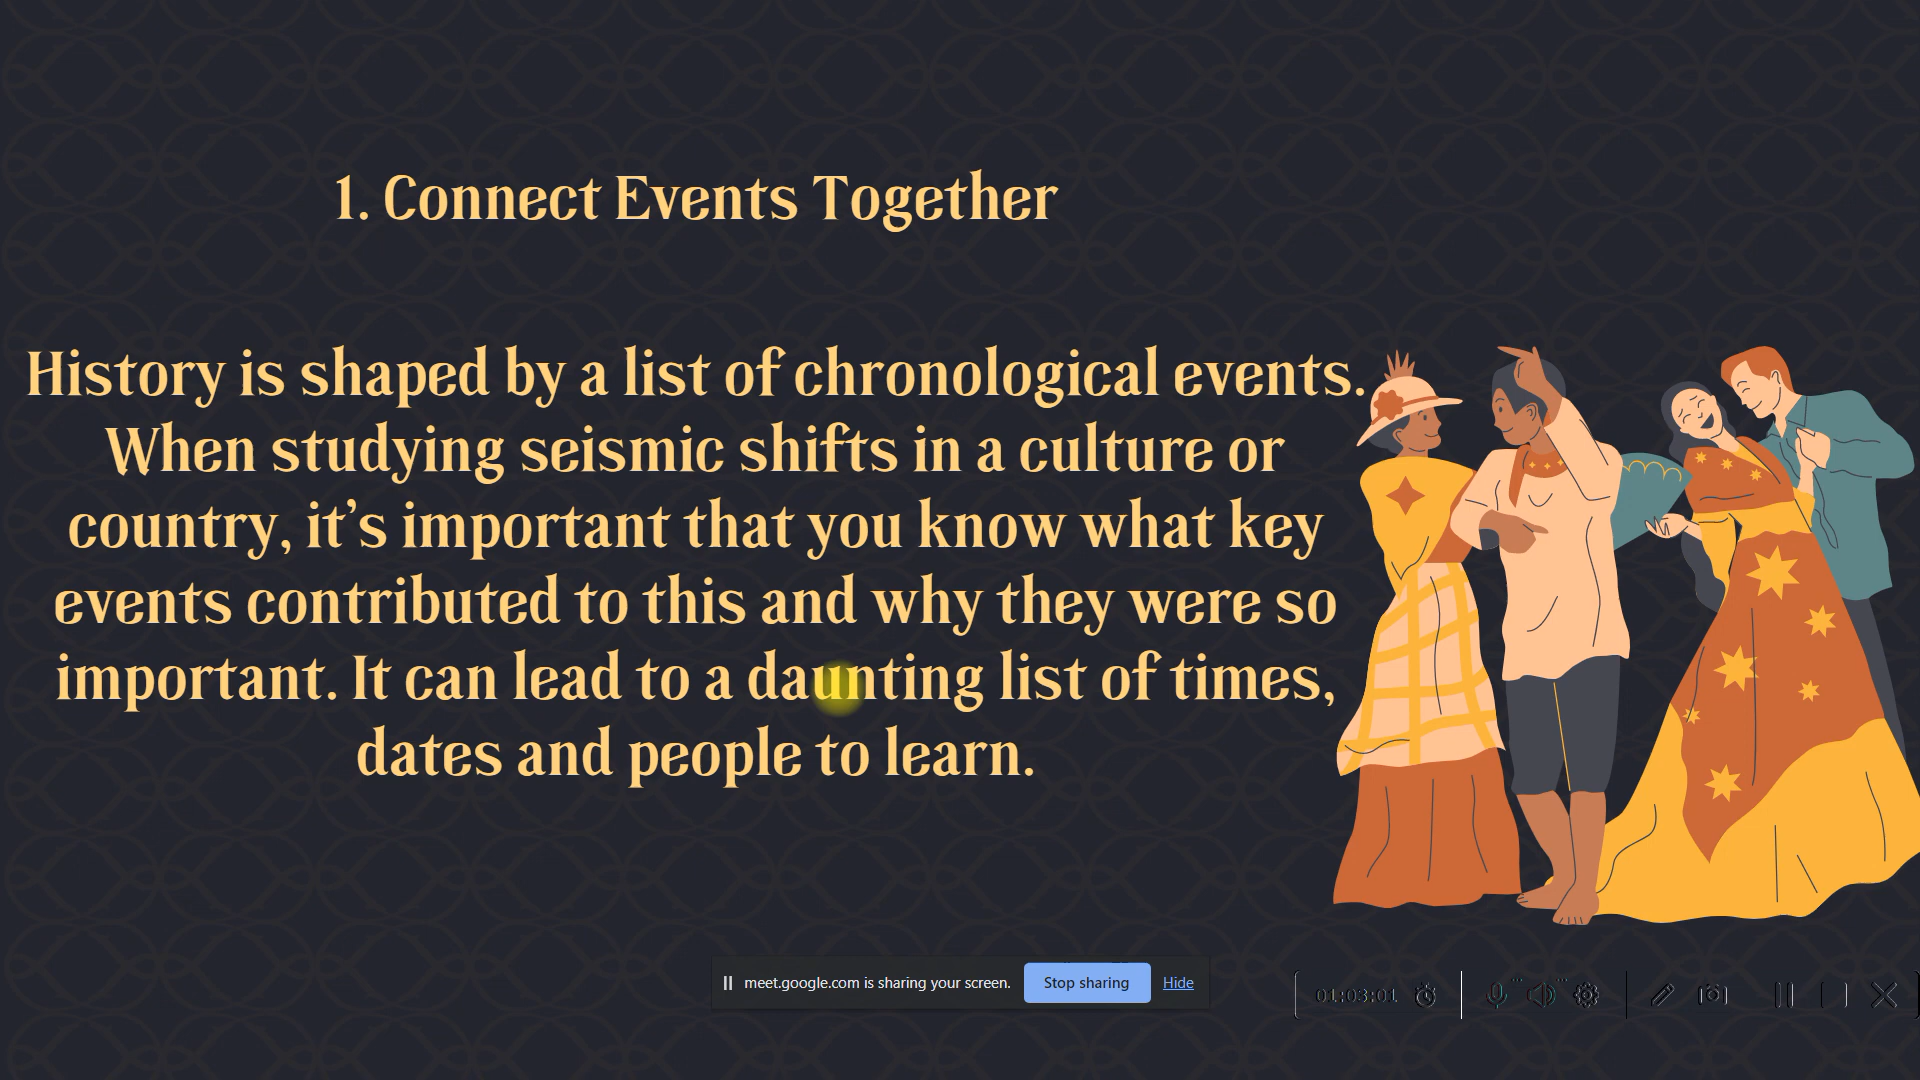 1. Connect Events Together
History is shaped by a list of chronological events.
When studying seismic shifts in a culture or
country, it’s important that you know what key
events contributed to this and why they were so
important. It can lead to a daunting list of times,
dates and people to learn.
meet.google.com is sharing your screen. Stop sharing Hide
01:03:01